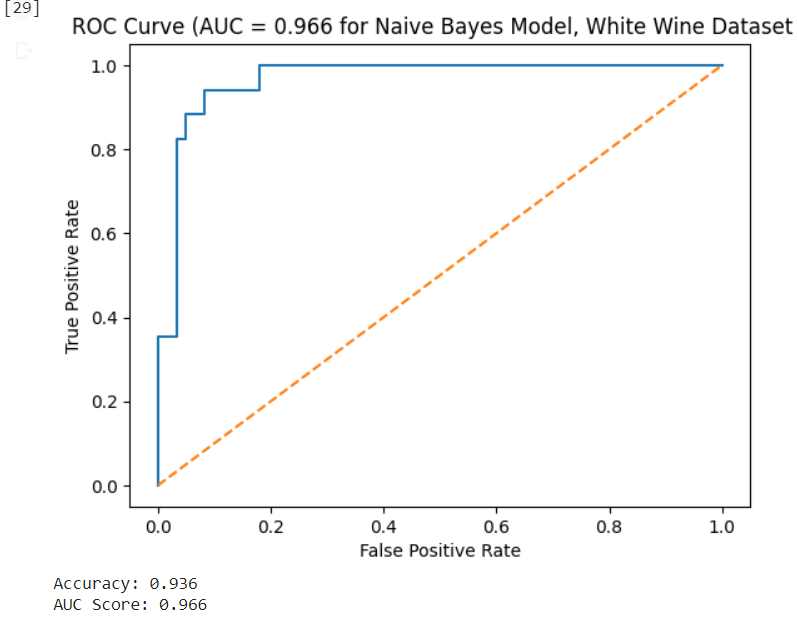 [29]
ROC Curve (AUC = 0.966 for Naive Bayes Model, White Wine Dataset
1.0
0.8
0.6
0.4
0.2
0.0
True Positive Rate
0.0 0.2 0.4 0.6 0.8 1.0
False Positive Rate
Accuracy: 0.936
AUC Score: 0.966